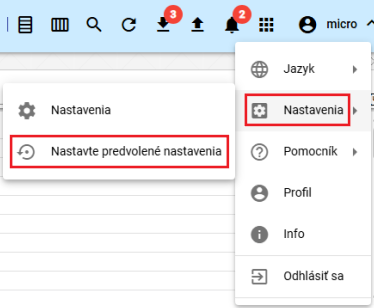 3
2
micro
Jazyk
Nastavenia
Nastavenia
Nastavte predvolené nastavenia
Pomocník
Profil
Info
Odhlásiť sa